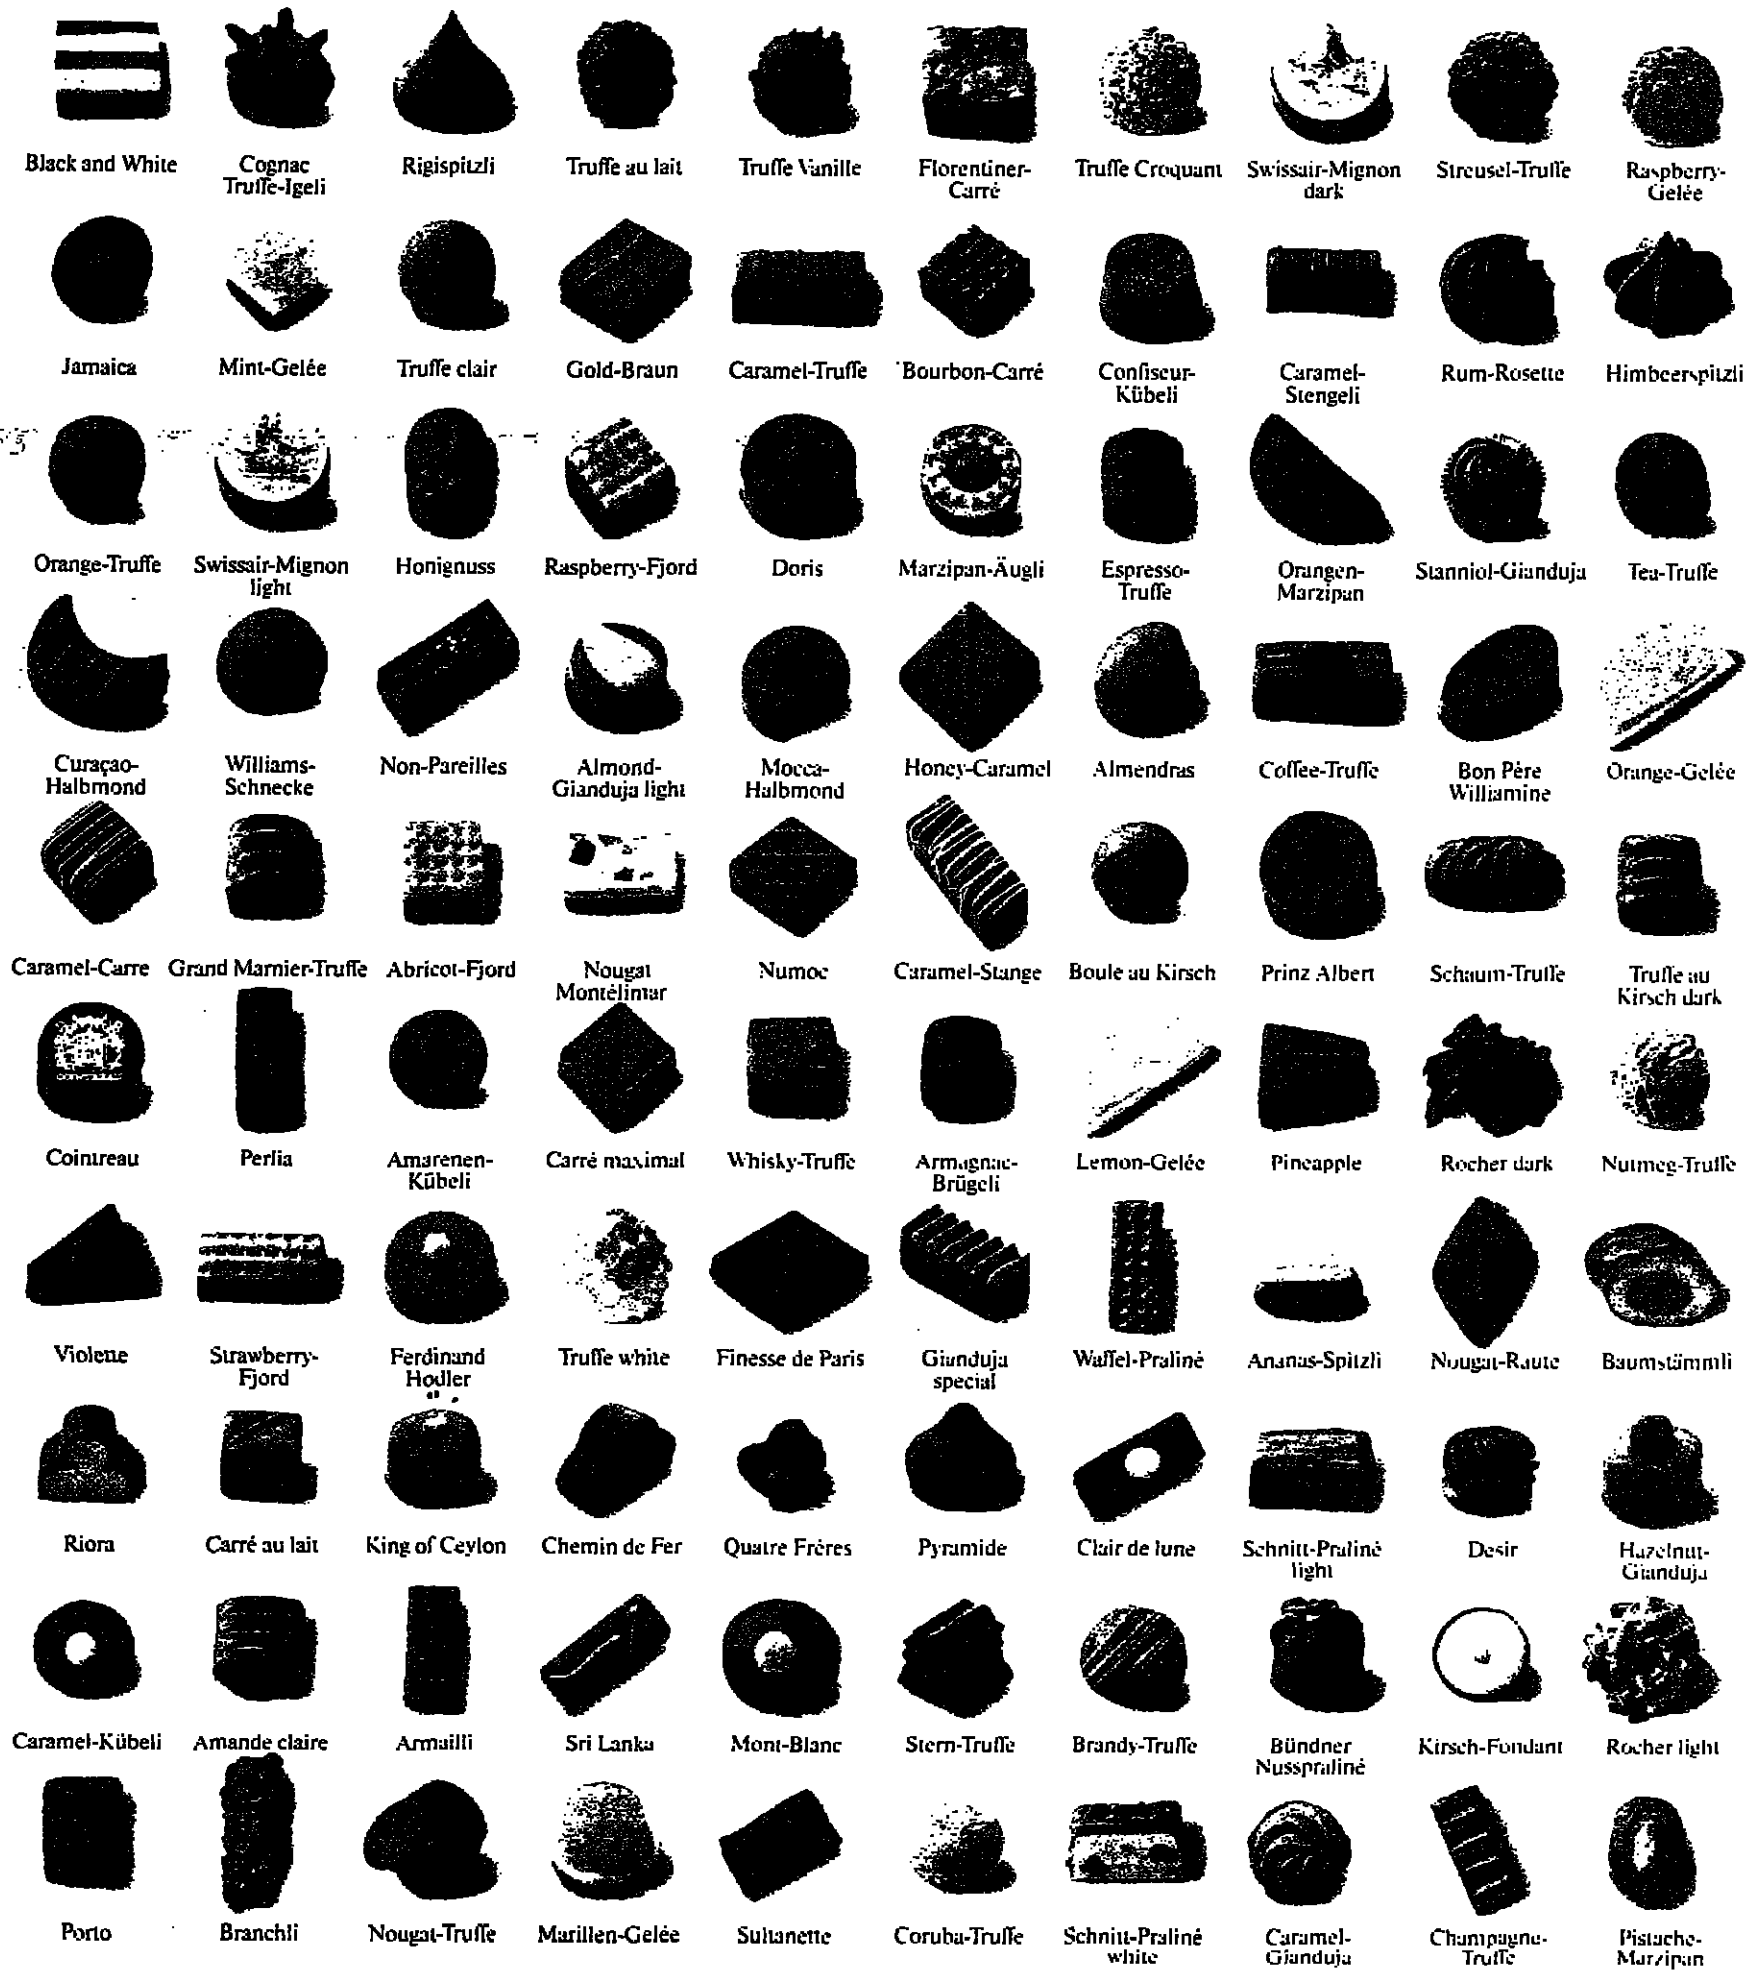 Black and White
Cognac
Truffe-Igeli
Rigispitzli
Truffe au lait
Truffe Vanille
Florentiner-
Carré
Truffe Croquant
Swissair-Mignon
dark
Streusel-Truffe
Raspberry-
Gelée
Jamaica
Mint-Gelée
Truffe clair
Gold-Braun
Caramel-Truffe
Bourbon-Carré
Confiseur-
Kübeli
Caramel-
Stengeli
Rum-Rosette
Himbeerspitzli
Orange-Truffe
Swissair-Mignon
light
Honignuss
Raspberry-Fjord
Doris
Marzipan-Äugli
Espresso-
Truffe
Orangen-
Marzipan
Stanniol-Gianduja
Tea-Truffe
Curaçao-
Halbmond
Williams-
Schnecke
Non-Pareilles
Almond-
Gianduja light
Mocca-
Halbmond
Honey-Caramel
Almendras
Coffee-Truffe
Bon Père
Williamine
Orange-Gelée
Caramel-Carre
Grand Marnier-Truffe
Abricot-Fjord
Nougat
Montélimar
Numoc
Caramel-Stange
Boule au Kirsch
Prinz Albert
Schaum-Truffe
Truffe au
Kirsch dark
Cointreau
Perlia
Amarenen-
Kübeli
Carré maximal
Whisky-Truffe
Armagnac-
Brügeli
Lemon-Gelée
Pineapple
Rocher dark
Nutmeg-Truffe
Violette
Strawberry-
Fjord
Ferdinand
Hodler
Truffe white
Finesse de Paris
Gianduja
special
Waffel-Praliné
Ananas-Spitzli
Nougat-Raute
Baumstämmli
Riora
Carré au lait
King of Ceylon
Chemin de Fer
Quatre Frères
Pyramide
Clair de lune
Schnitt-Praliné
light
Desir
Hazelnut-
Gianduja
Caramel-Kübeli
Amande claire
Armailli
Sri Lanka
Mont-Blanc
Stern-Truffe
Brandy-Truffe
Bündner
Nusspraliné
Kirsch-Fondant
Rocher light
Porto
Branchli
Nougat-Truffe
Marillen-Gelée
Sultanette
Coruba-Truffe
Schnitt-Praliné
white
Caramel-
Gianduja
Champagne-
Truffe
Pistache-
Marzipan